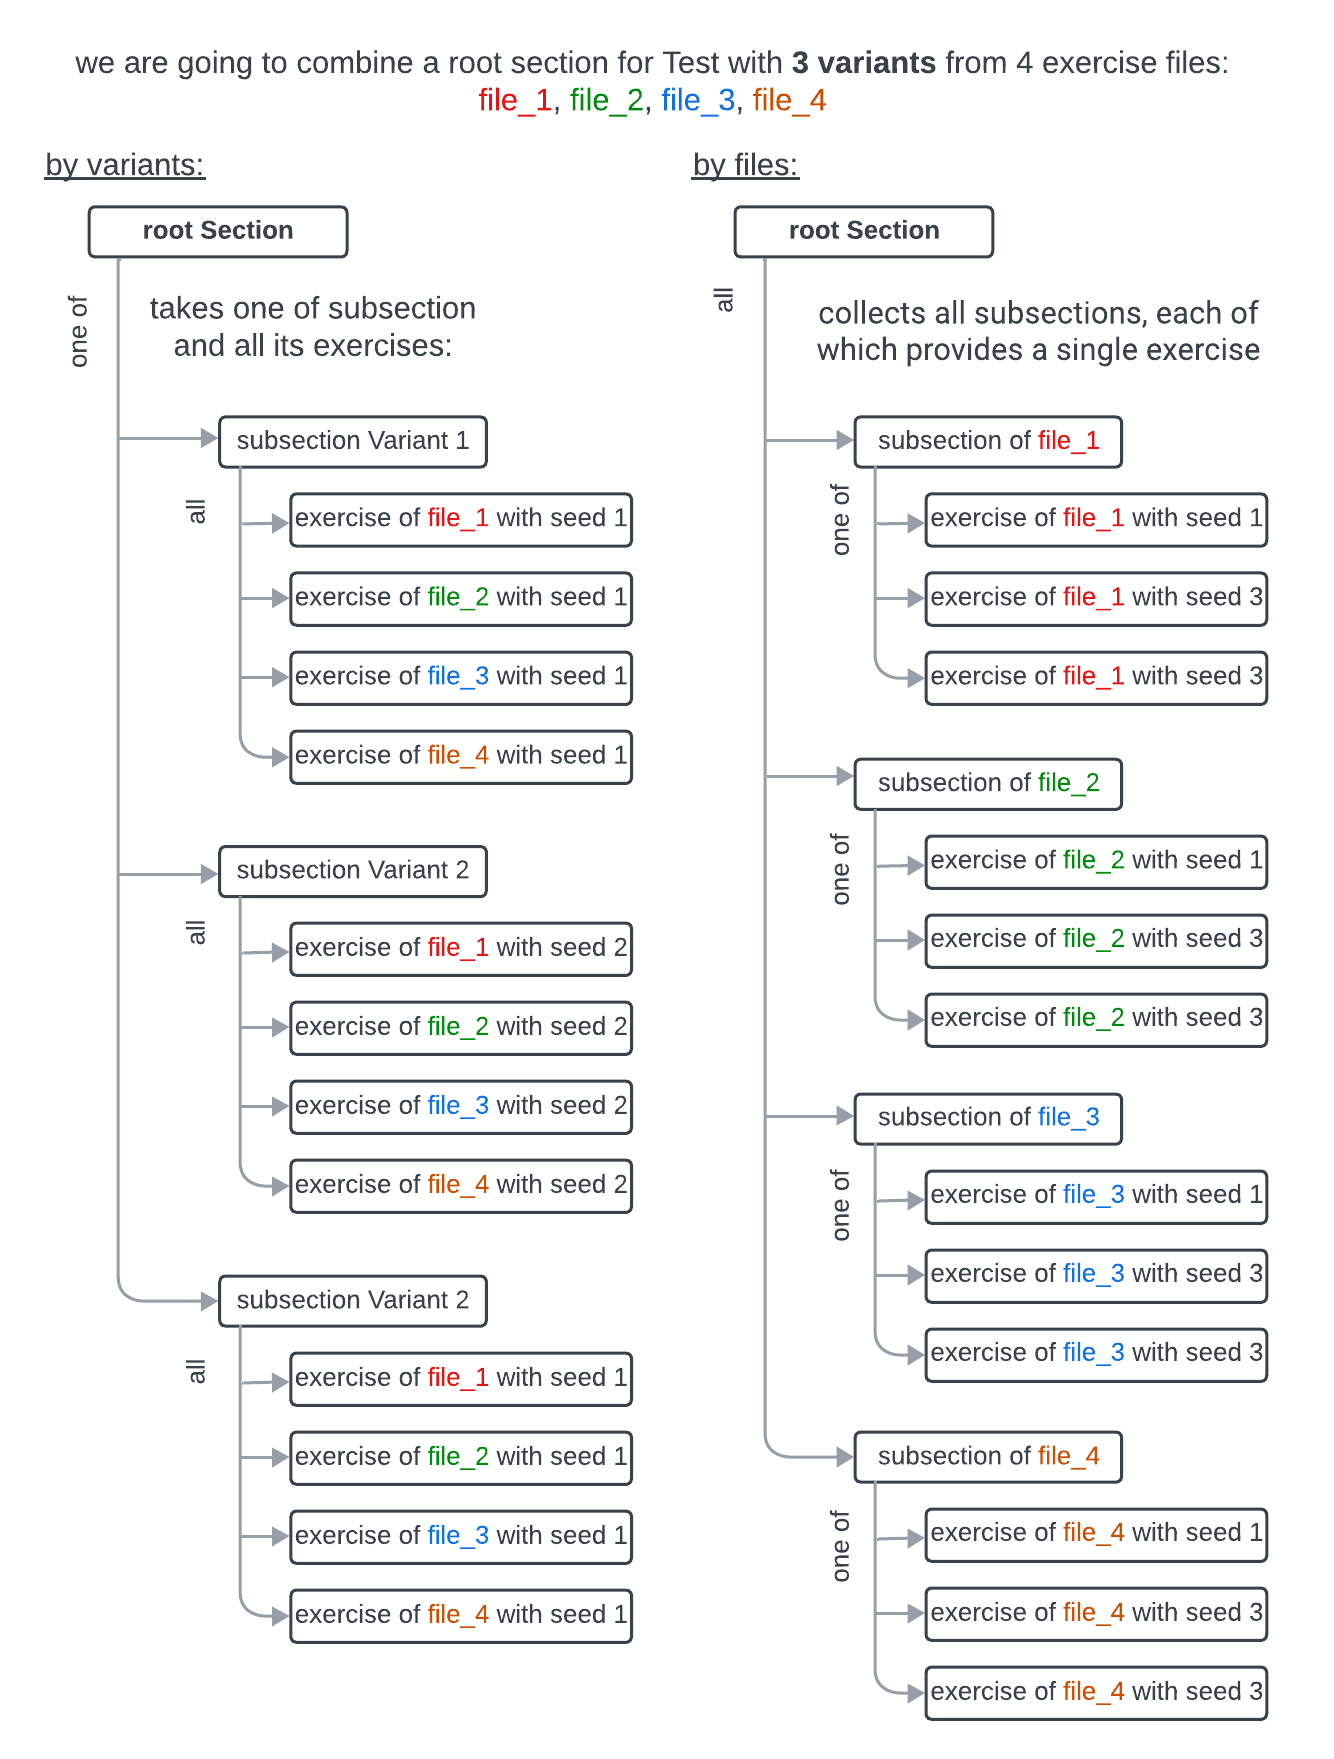 we are going to combine a root section for Test with 3 variants from 4 exercise files:
file_1, file_2, file_3, file_4
by variants:
root Section
one of
takes one of subsection
and all its exercises:
subsection Variant 1
all
exercise of file_1 with seed 1
exercise of file_2 with seed 1
exercise of file_3 with seed 1
exercise of file_4 with seed 1
subsection Variant 2
all
exercise of file_1 with seed 2
exercise of file_2 with seed 2
exercise of file_3 with seed 2
exercise of file_4 with seed 2
subsection Variant 2
all
exercise of file_1 with seed 1
exercise of file_2 with seed 1
exercise of file_3 with seed 1
exercise of file_4 with seed 1
by files:
root Section
all
collects all subsections, each of
which provides a single exercise
subsection of file_1
one of
exercise of file_1 with seed 1
exercise of file_1 with seed 3
exercise of file_1 with seed 3
subsection of file_2
one of
exercise of file_2 with seed 1
exercise of file_2 with seed 3
exercise of file_2 with seed 3
subsection of file_3
one of
exercise of file_3 with seed 1
exercise of file_3 with seed 3
exercise of file_3 with seed 3
subsection of file_4
one of
exercise of file_4 with seed 1
exercise of file_4 with seed 3
exercise of file_4 with seed 3